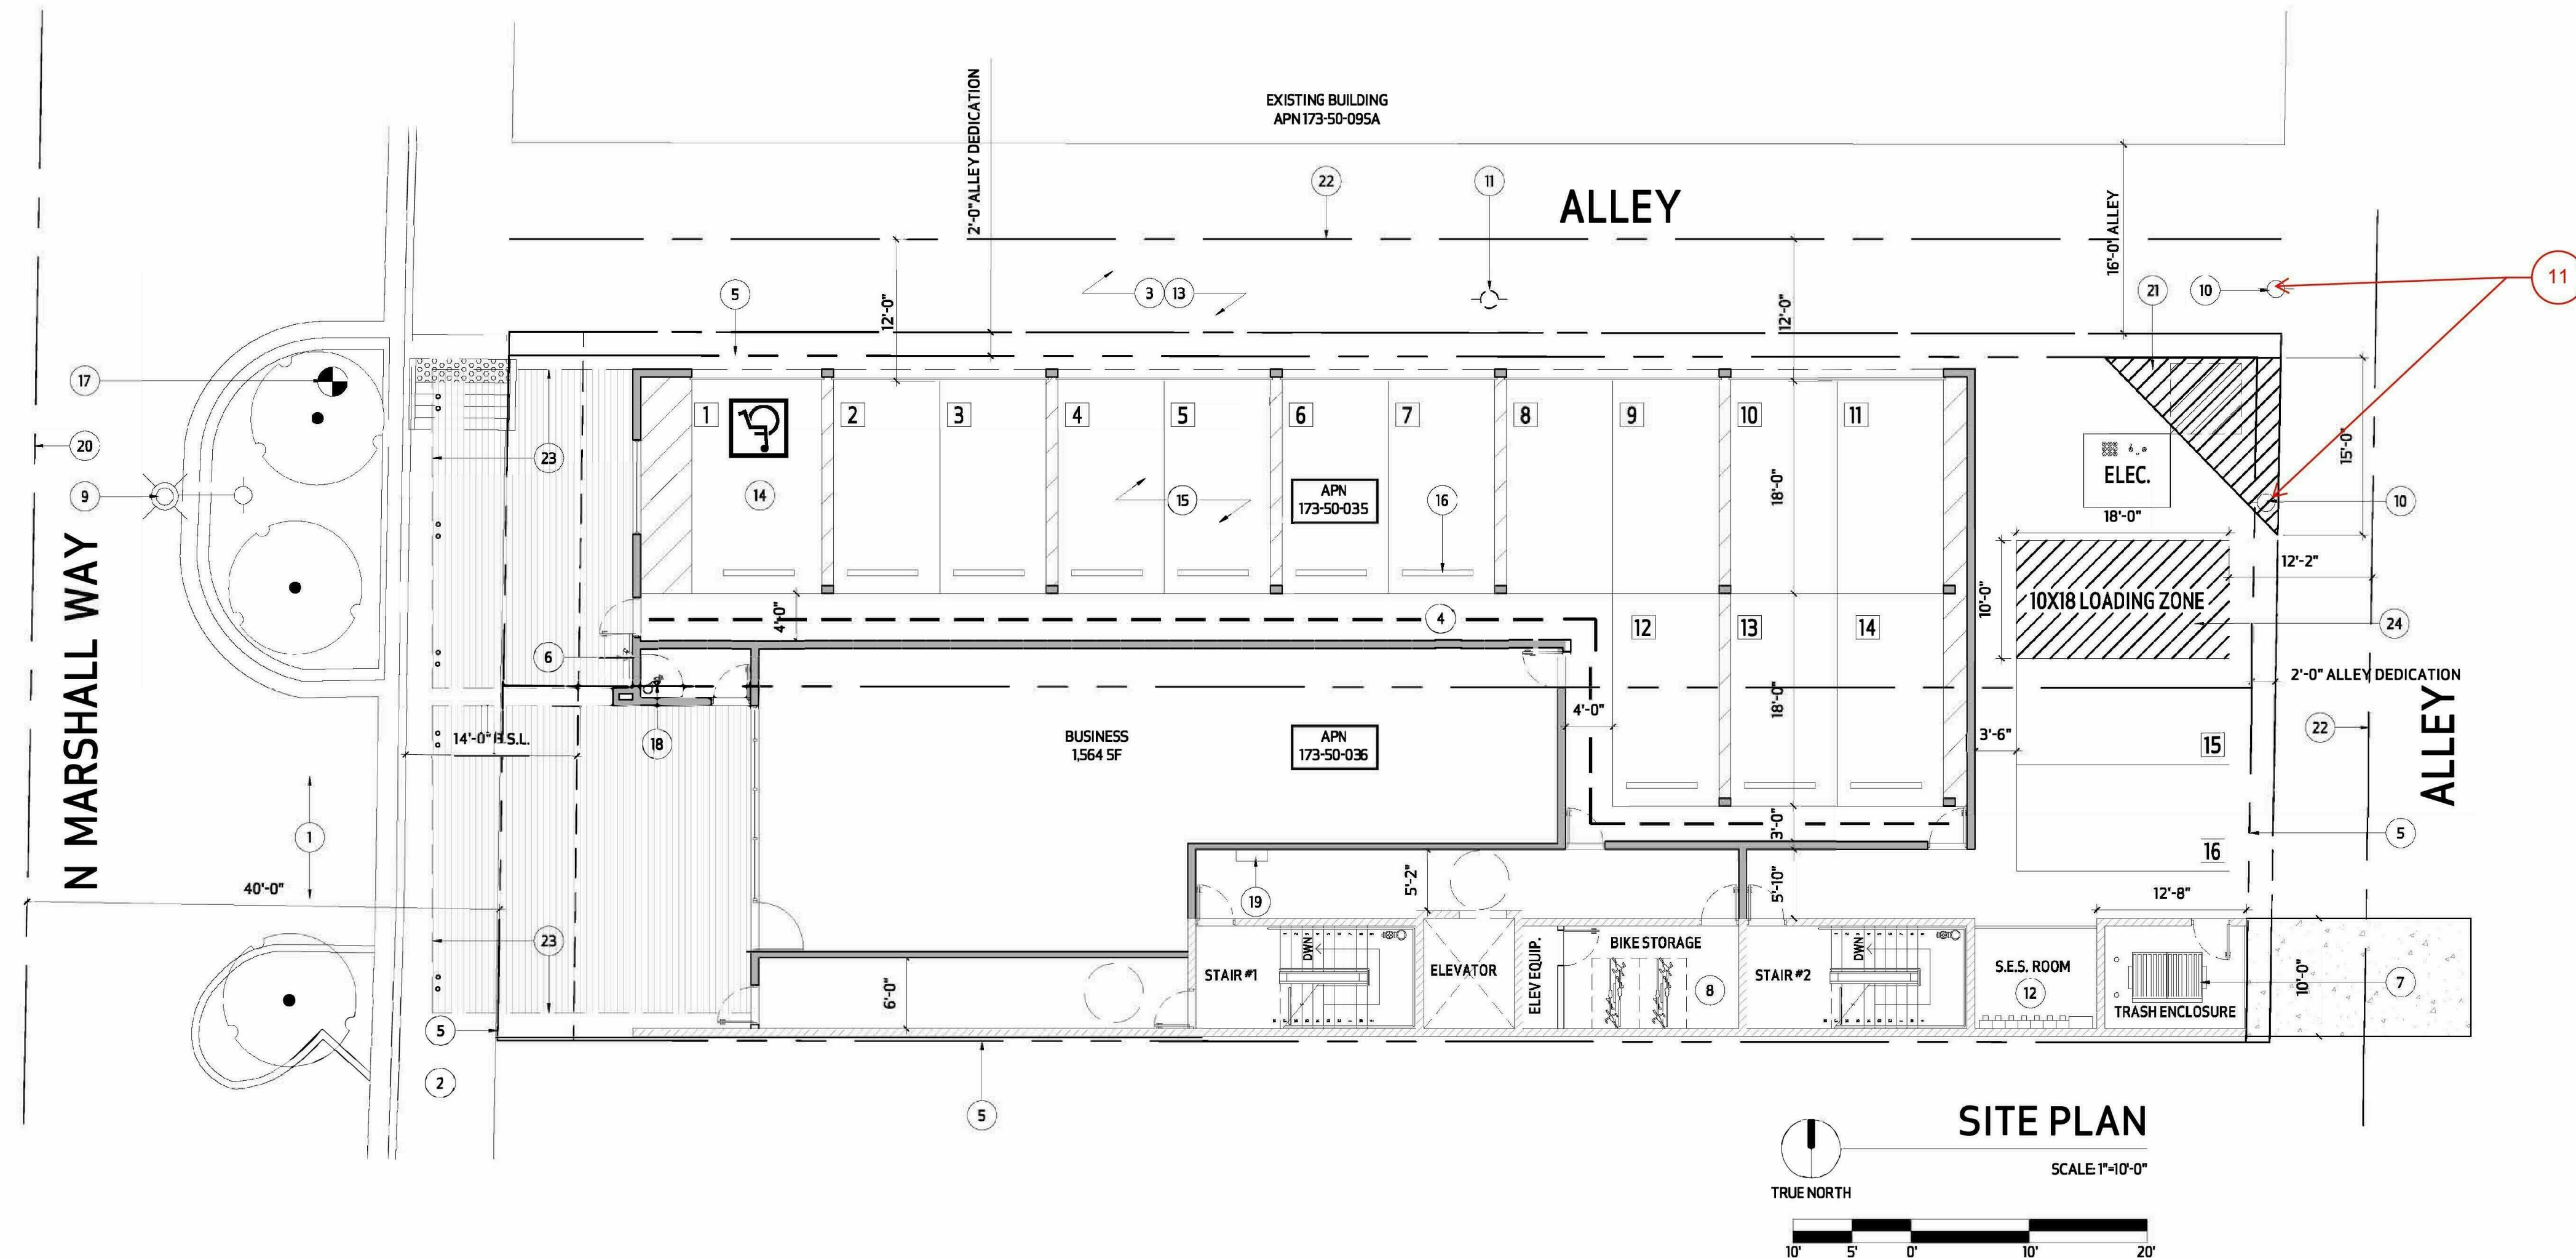 EXISTING BUILDING
APN 173-50-095A
2'-0" ALLEY DEDICATION
22
11
ALLEY
16'-0" ALLEY
11
5
3
13
12'-0"
12'-0"
21
10
17
20
9
23
1
2
3
4
5
6
7
8
9
10
11
14
15
16
APN
173-50-035
18'-0"
ELEC.
15'-0"
10
18'-0"
12'-2"
10X18 LOADING ZONE
10'-0"
24
4'-0"
4
12
13
14
6
2'-0" ALLEY DEDICATION
N MARSHALL WAY
14'-0" B.S.L.
18
BUSINESS
1,564 SF
APN
173-50-036
4'-0"
18'-0"
3'-6"
15
22
ALLEY
1
3'-0"
5
16
40'-0"
19
5'-2"
5'-10"
12'-8"
23
6'-0"
STAIR #1
DWN
ELEVATOR
ELEV EQUIP.
BIKE STORAGE
8
STAIR #2
DWN
S.E.S. ROOM
12
TRASH ENCLOSURE
10'-0"
7
5
2
5
SITE PLAN
SCALE: 1"=10'-0"
TRUE NORTH
10' 5' 0' 10' 20'